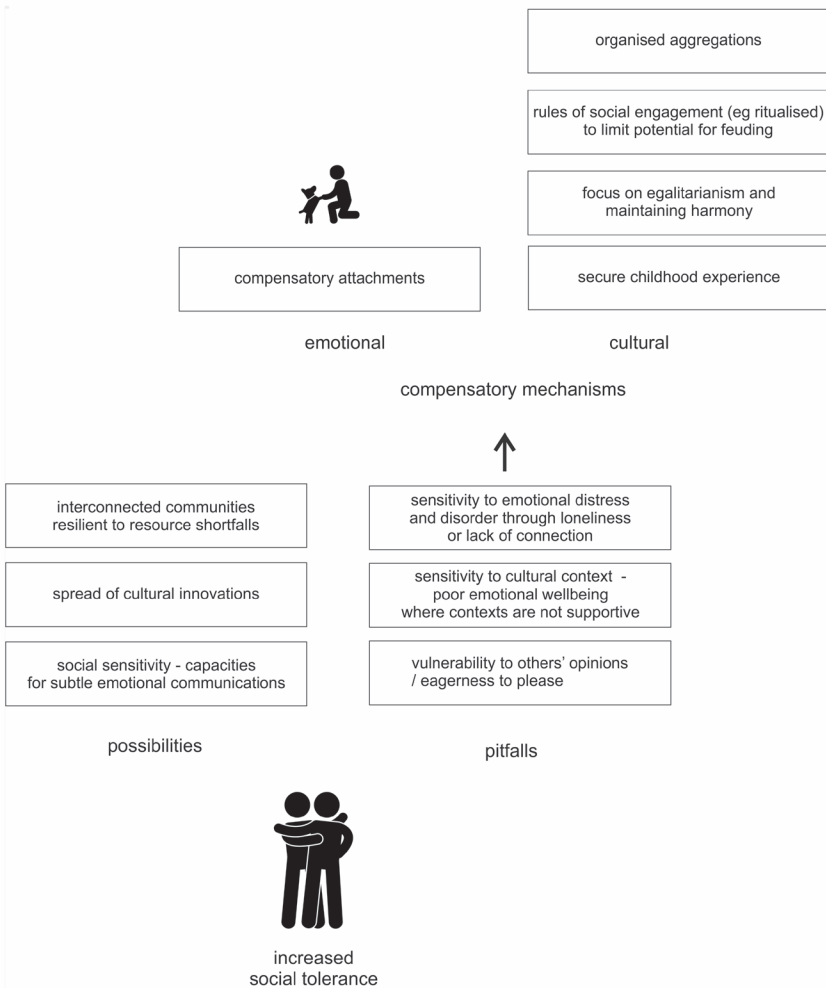 organised aggregations
rules of social engagement (eg ritualised)
to limit potential for feuding
focus on egalitarianism and
maintaining harmony
compensatory attachments
secure childhood experience
emotional
cultural
compensatory mechanisms
interconnected communities
resilient to resource shortfalls
sensitivity to emotional distress
and disorder through loneliness
or lack of connection
spread of cultural innovations
sensitivity to cultural context -
poor emotional wellbeing
where contexts are not supportive
social sensitivity - capacities
for subtle emotional communications
vulnerability to others' opinions
/ eagerness to please
possibilities
pitfalls
increased
social tolerance